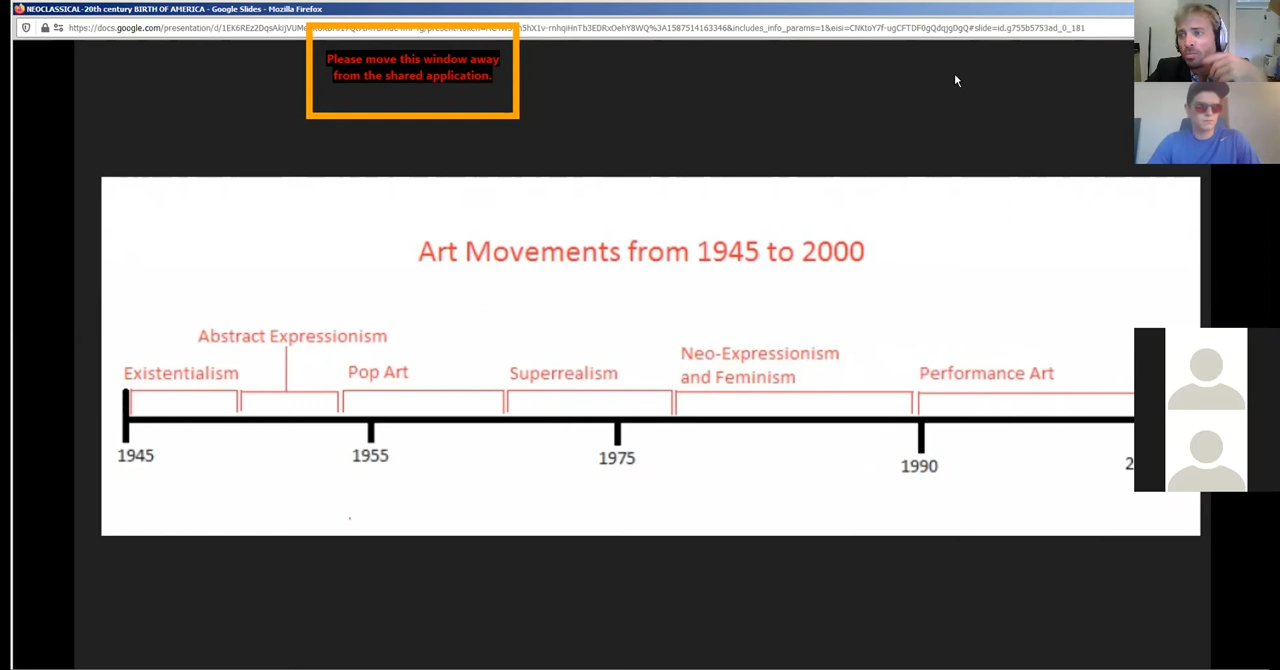 NEOCLASSICAL-20th century BIRTH OF AMERICA - Google Slides - Mozilla Firefox
Please move this window away
from the shared application.
Art Movements from 1945 to 2000
Abstract Expressionism
Neo-Expressionism
and Feminism
Existentialism
Pop Art
Superrealism
Performance Art
1945
1955
1975
1990
2